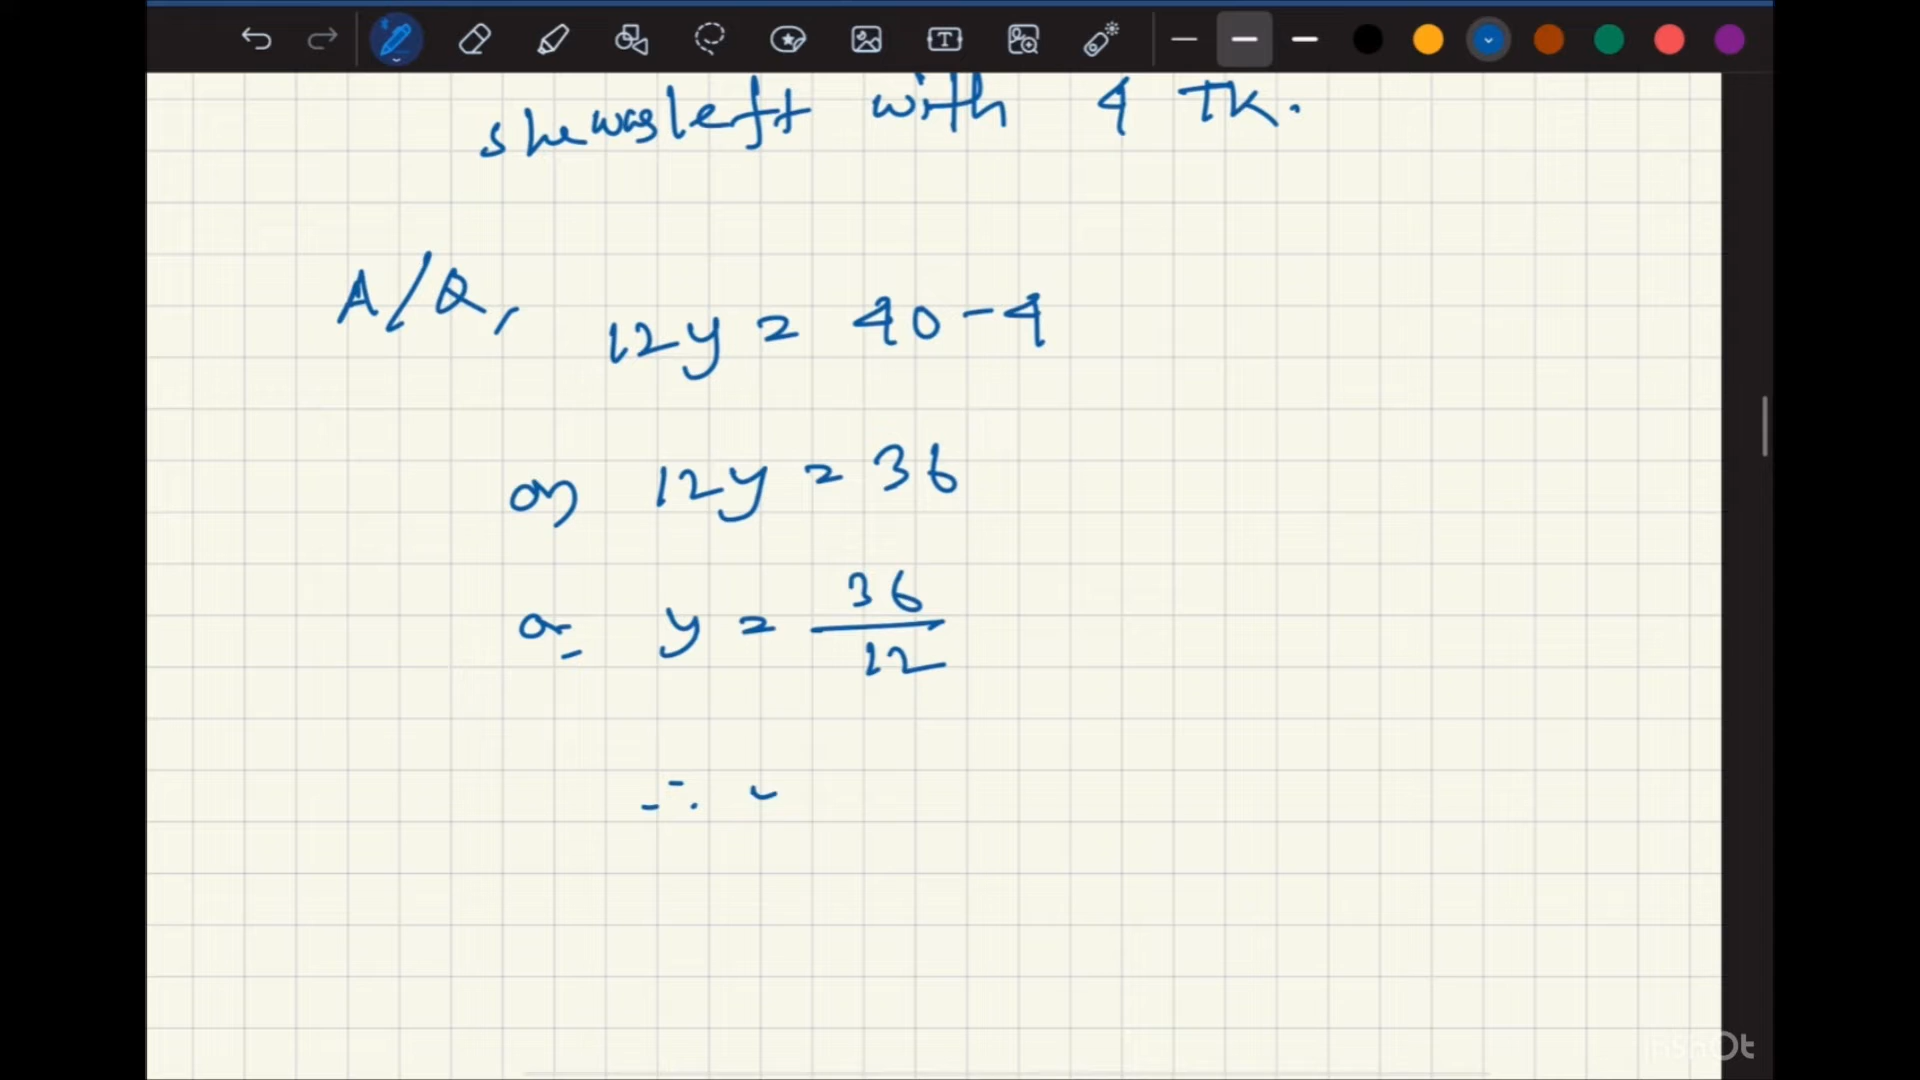 she was left with 4 TK.
A/Q, 12y = 40 - 4
or 12y = 36
or y = 36/12
∴